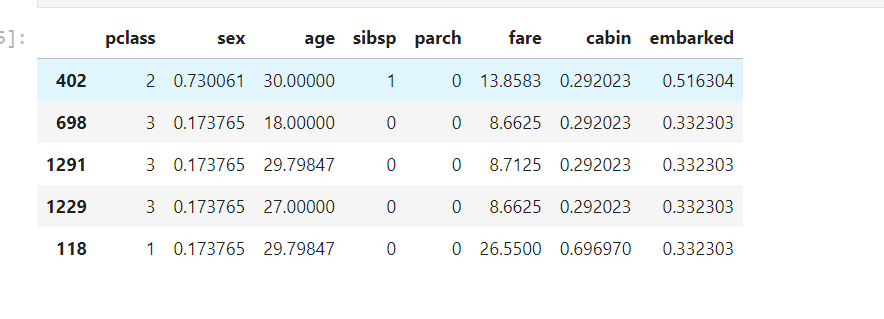 5]:
pclass sex age sibsp parch fare cabin embarked
402 2 0.730061 30.00000 1 0 13.8583 0.292023 0.516304
698 3 0.173765 18.00000 0 0 8.6625 0.292023 0.332303
1291 3 0.173765 29.79847 0 0 8.7125 0.292023 0.332303
1229 3 0.173765 27.00000 0 0 8.6625 0.292023 0.332303
118 1 0.173765 29.79847 0 0 26.5500 0.696970 0.332303